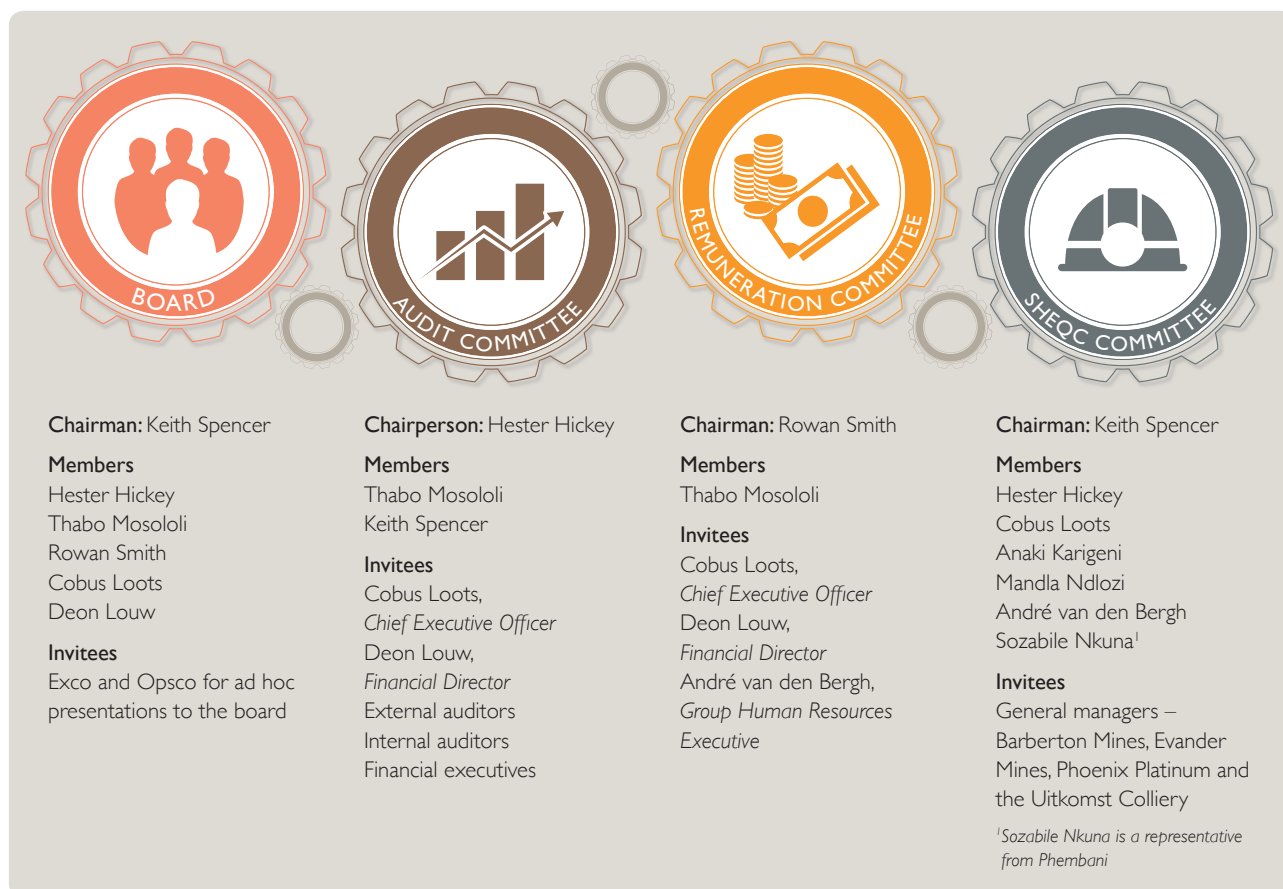 BOARD
AUDIT COMMITTEE
REMUNERATION COMMITTEE
SHEQC COMMITTEE
Chairman: Keith Spencer
Members
Hester Hickey
Thabo Mosololi
Rowan Smith
Cobus Loots
Deon Louw
Invitees
Exco and Opsco for ad hoc
presentations to the board
Chairperson: Hester Hickey
Members
Thabo Mosololi
Keith Spencer
Invitees
Cobus Loots,
Chief Executive Officer
Deon Louw,
Financial Director
External auditors
Internal auditors
Financial executives
Chairman: Rowan Smith
Members
Thabo Mosololi
Invitees
Cobus Loots,
Chief Executive Officer
Deon Louw,
Financial Director
André van den Bergh,
Group Human Resources
Executive
Chairman: Keith Spencer
Members
Hester Hickey
Cobus Loots
Anaki Karigeni
Mandla Ndlozi
André van den Bergh
Sozabile Nkuna¹
Invitees
General managers –
Barberton Mines, Evander
Mines, Phoenix Platinum and
the Uitkomst Colliery
¹Sozabile Nkuna is a representative
from Phembani